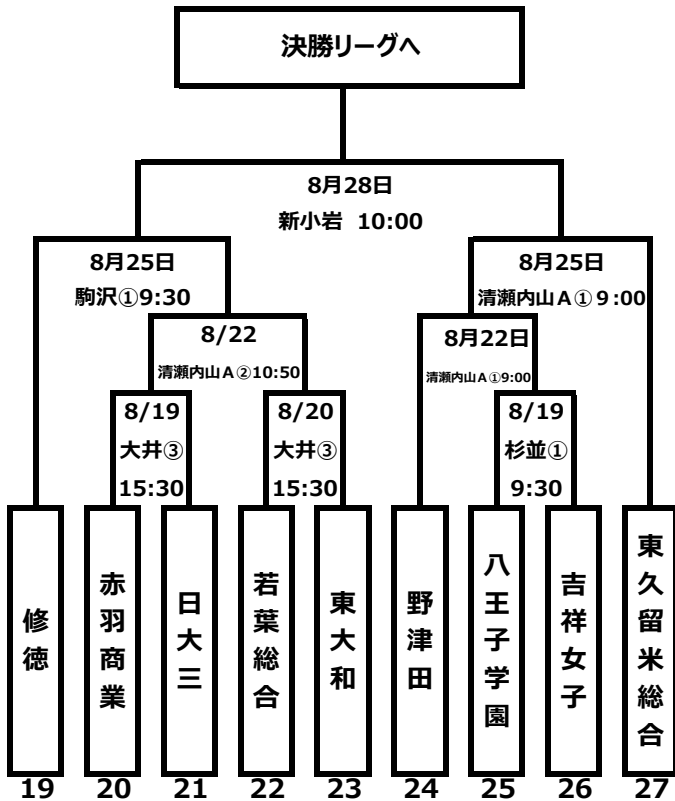 決勝リーグへ
8月28日
新小岩 10:00
8月25日
駒沢①9:30
8月25日
清瀬内山A①９:00
8/22
清瀬内山A②10:50
8月22日
清瀬内山A①9:00
8/19
大井③
15:30
8/20
大井③
15:30
8/19
杉並①
9:30
修徳
赤羽商業
日大三
若葉総合
東大和
野津田
八王子学園
吉祥女子
東久留米総合
19 20 21 22 23 24 25 26 27